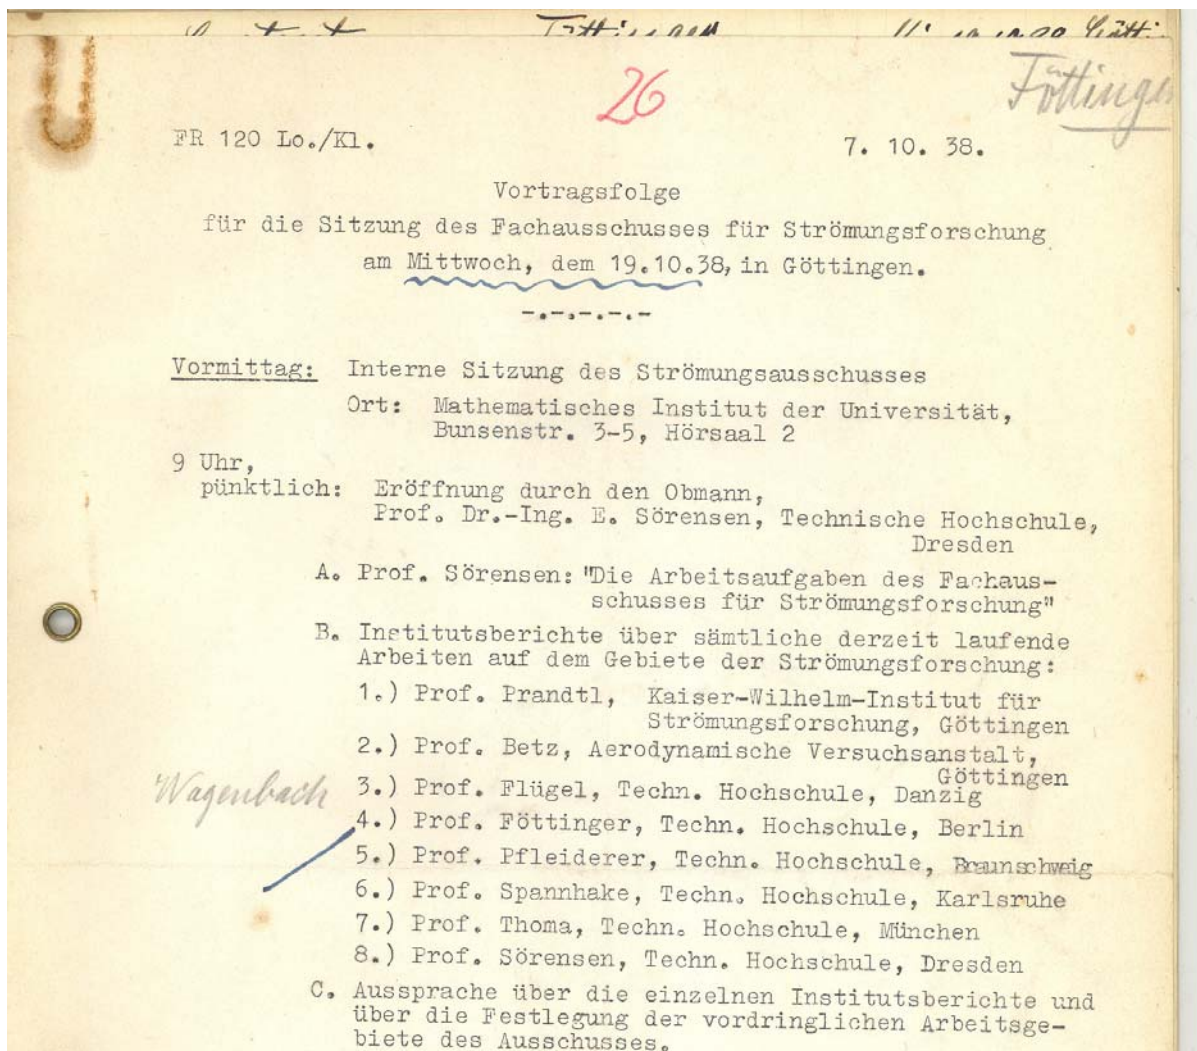 Föttinger
26
Föttinger
FR 120 Lo./Kl.
7. 10. 38.
Vortragsfolge
für die Sitzung des Fachausschusses für Strömungsforschung
am Mittwoch, dem 19.10.38, in Göttingen.
-.-.-.-.-
Vormittag: Interne Sitzung des Strömungsausschusses
Ort: Mathematisches Institut der Universität,
Bunsenstr. 3-5, Hörsaal 2
9 Uhr,
pünktlich: Eröffnung durch den Obmann,
Prof. Dr.-Ing. E. Sörensen, Technische Hochschule,
Dresden
A. Prof. Sörensen: "Die Arbeitsaufgaben des Fachaus-
schusses für Strömungsforschung"
B. Institutsberichte über sämtliche derzeit laufende
Arbeiten auf dem Gebiete der Strömungsforschung:
1.) Prof. Prandtl, Kaiser-Wilhelm-Institut für
Strömungsforschung, Göttingen
2.) Prof. Betz, Aerodynamische Versuchsanstalt,
Göttingen
Wagenbach 3.) Prof. Flügel, Techn. Hochschule, Danzig
4.) Prof. Föttinger, Techn. Hochschule, Berlin
5.) Prof. Pfleiderer, Techn. Hochschule, Braunschweig
6.) Prof. Spannhake, Techn. Hochschule, Karlsruhe
7.) Prof. Thoma, Techn. Hochschule, München
8.) Prof. Sörensen, Techn. Hochschule, Dresden
C. Aussprache über die einzelnen Institutsberichte und
über die Festlegung der vordringlichen Arbeitsge-
biete des Ausschusses.